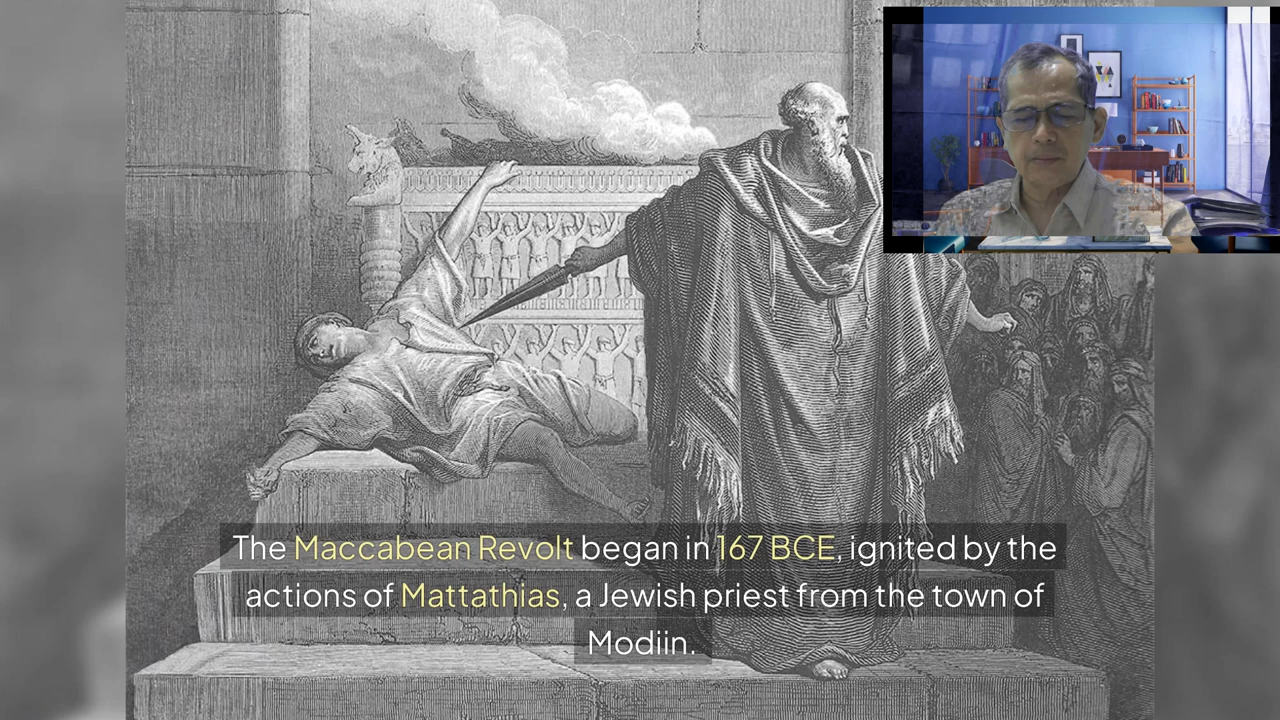 The Maccabean Revolt began in 167 BCE, ignited by the
actions of Mattathias, a Jewish priest from the town of
Modiin.